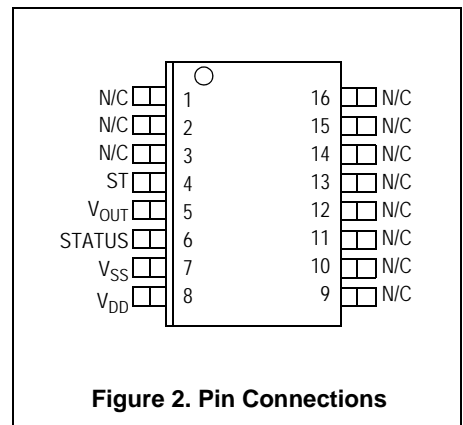 N/C 1 16 N/C
N/C 2 15 N/C
N/C 3 14 N/C
ST 4 13 N/C
VOUT 5 12 N/C
STATUS 6 11 N/C
VSS 7 10 N/C
VDD 8 9 N/C
Figure 2. Pin Connections